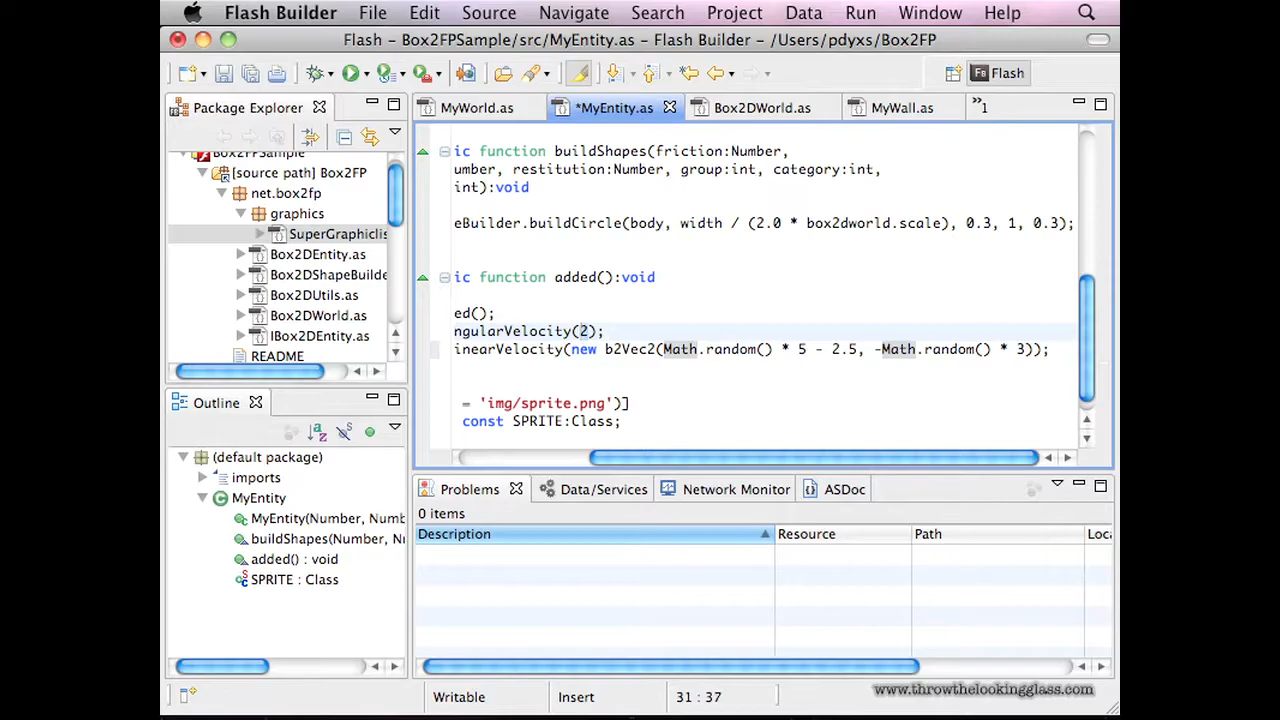 Flash Builder File Edit Source Navigate Search Project Data Run Window Help
Flash - Box2FPSample/src/MyEntity.as - Flash Builder - /Users/pdyxs/Box2FP
Fb Flash
Package Explorer
MyWorld.as *MyEntity.as Box2DWorld.as MyWall.as »1
Box2FPSample
[source path] Box2FP
net.box2fp
graphics
SuperGraphiclis
Box2DEntity.as
Box2DShapeBuilde
Box2DUtils.as
Box2DWorld.as
IBox2DEntity.as
README
ic function buildShapes(friction:Number,
umber, restitution:Number, group:int, category:int,
int):void
eBuilder.buildCircle(body, width / (2.0 * box2dworld.scale), 0.3, 1, 0.3);
ic function added():void
ed();
ngularVelocity(2);
inearVelocity(new b2Vec2(Math.random() * 5 - 2.5, -Math.random() * 3));
= 'img/sprite.png')]
const SPRITE:Class;
Outline
(default package)
imports
MyEntity
MyEntity(Number, Numb
buildShapes(Number, N
added() : void
SPRITE : Class
Problems Data/Services Network Monitor ASDoc
0 items
Description Resource Path Loca
Writable Insert 31 : 37
www.throwthelookingglass.com